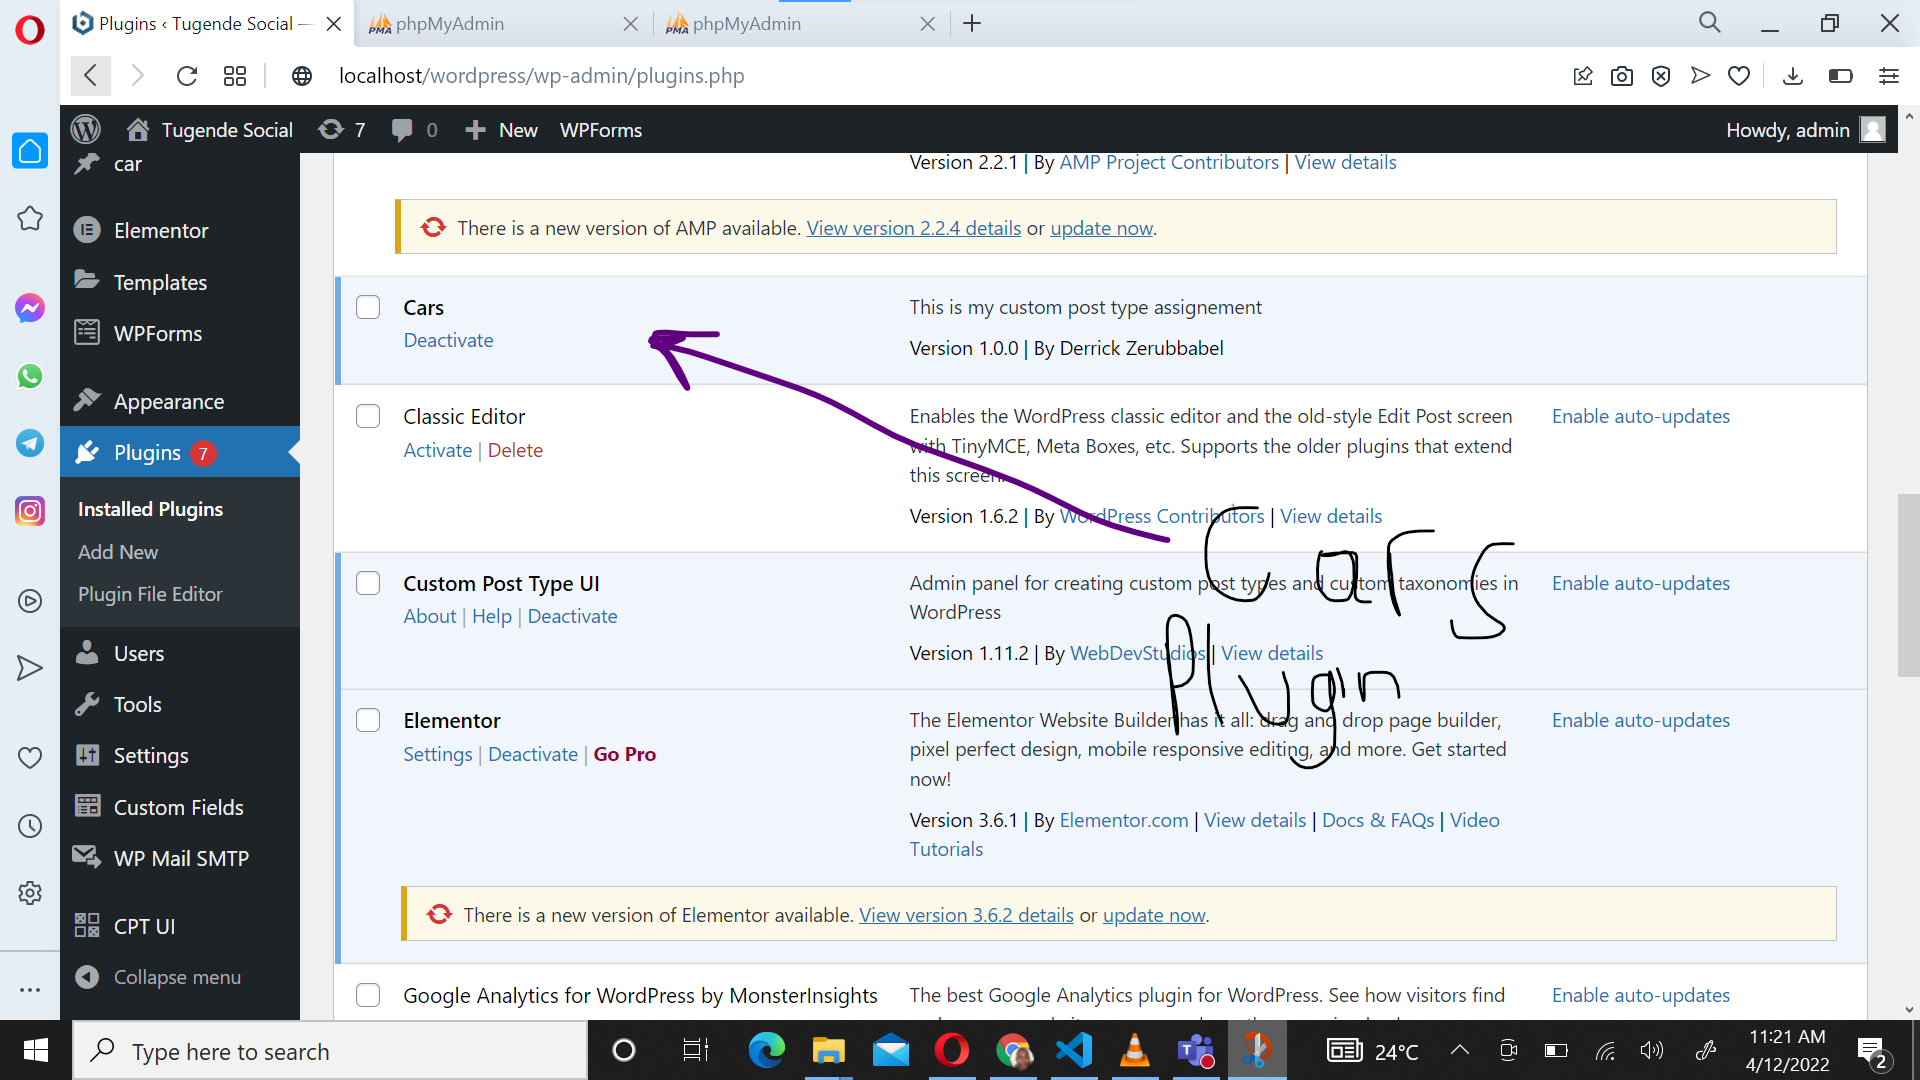 Plugins ‹ Tugende Social —
phpMyAdmin
phpMyAdmin
localhost/wordpress/wp-admin/plugins.php
Tugende Social
7
0
New
WPForms
Howdy, admin
car
Elementor
Templates
WPForms
Appearance
Plugins 7
Installed Plugins
Add New
Plugin File Editor
Users
Tools
Settings
Custom Fields
WP Mail SMTP
CPT UI
Collapse menu
Version 2.2.1 | By AMP Project Contributors | View details
There is a new version of AMP available. View version 2.2.4 details or update now.
Cars
Deactivate
This is my custom post type assignement
Version 1.0.0 | By Derrick Zerubbabel
Classic Editor
Activate | Delete
Enables the WordPress classic editor and the old-style Edit Post screen
with TinyMCE, Meta Boxes, etc. Supports the older plugins that extend
this screen.
Version 1.6.2 | By WordPress Contributors | View details
Enable auto-updates
Cars
Plugin
Custom Post Type UI
About | Help | Deactivate
Admin panel for creating custom post types and custom taxonomies in
WordPress
Version 1.11.2 | By WebDevStudios | View details
Enable auto-updates
Elementor
Settings | Deactivate | Go Pro
The Elementor Website Builder has it all: drag and drop page builder,
pixel perfect design, mobile responsive editing, and more. Get started
now!
Version 3.6.1 | By Elementor.com | View details | Docs & FAQs | Video
Tutorials
Enable auto-updates
There is a new version of Elementor available. View version 3.6.2 details or update now.
Google Analytics for WordPress by MonsterInsights
The best Google Analytics plugin for WordPress. See how visitors find
Enable auto-updates
Type here to search
24°C
11:21 AM
4/12/2022
2